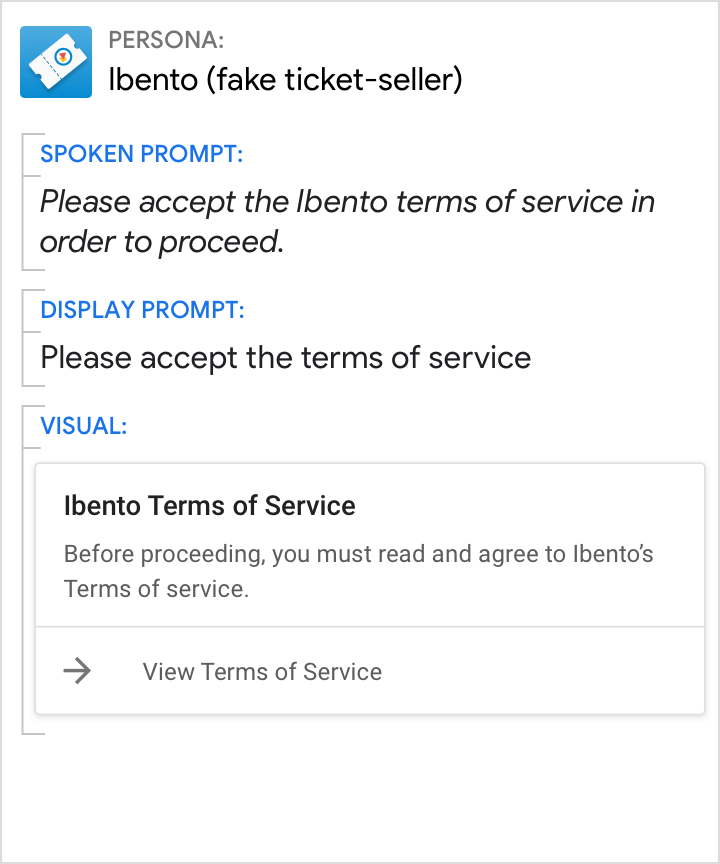 PERSONA:
Ibento (fake ticket-seller)
SPOKEN PROMPT:
Please accept the Ibento terms of service in
order to proceed.
DISPLAY PROMPT:
Please accept the terms of service
VISUAL:
Ibento Terms of Service
Before proceeding, you must read and agree to Ibento’s
Terms of service.
View Terms of Service